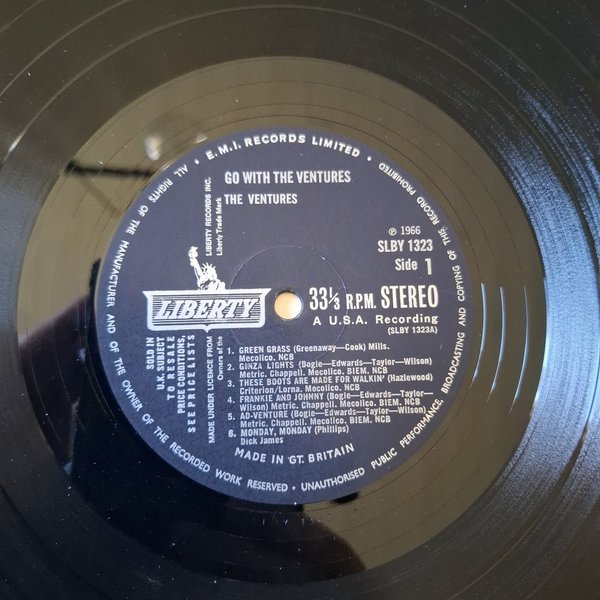 E.M.I. RECORDS LIMITED •
ALL RIGHTS OF THE MANUFACTURER AND OF THE OWNER OF THE RECORDED WORK RESERVED • UNAUTHORISED PUBLIC PERFORMANCE, BROADCASTING AND COPYING OF THIS RECORD PROHIBITED •
GO WITH THE VENTURES
THE VENTURES
LIBERTY RECORDS INC.
Liberty Trade Mark
℗ 1966
SLBY 1323
Side 1
LIBERTY
33⅓ R.P.M. STEREO
A U.S.A. Recording
(SLBY 1323A)
SOLD IN
U.K. SUBJECT
TO RESALE
PRICE CONDITIONS,
SEE PRICE LISTS
MADE UNDER LICENCE FROM
Owners of the
1. GREEN GRASS (Greenaway—Cook) Mills.
Mecolico. NCB
2. GINZA LIGHTS (Bogie—Edwards—Taylor—Wilson)
Metric. Chappell. Mecolico. BIEM. NCB
3. THESE BOOTS ARE MADE FOR WALKIN' (Hazlewood)
Criterion/Lorna. Mecolico. NCB
4. FRANKIE AND JOHNNY (Bogie—Edwards—Taylor—
Wilson) Metric. Chappell. Mecolico. BIEM. NCB
5. AD-VENTURE (Bogie—Edwards—Taylor—Wilson)
Metric. Chappell. Mecolico. BIEM. NCB
6. MONDAY, MONDAY (Phillips)
Dick James
MADE IN GT. BRITAIN